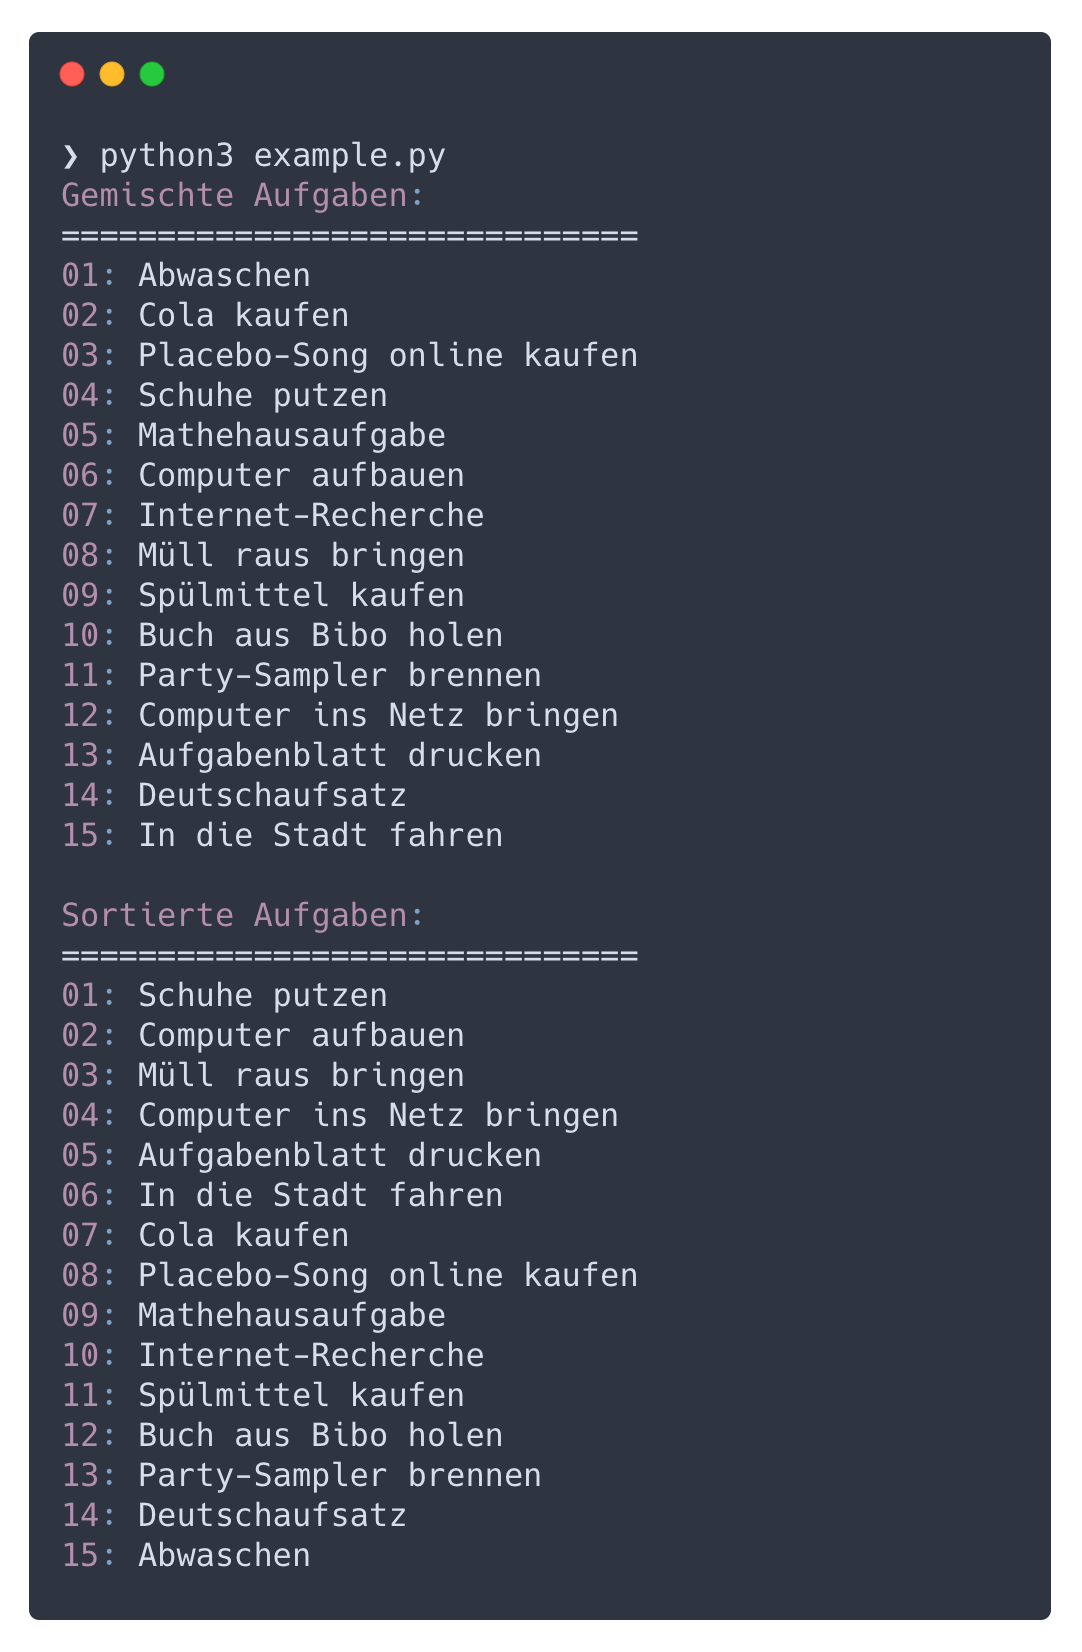 ❯ python3 example.py
Gemischte Aufgaben:
==============================
01: Abwaschen
02: Cola kaufen
03: Placebo-Song online kaufen
04: Schuhe putzen
05: Mathehausaufgabe
06: Computer aufbauen
07: Internet-Recherche
08: Müll raus bringen
09: Spülmittel kaufen
10: Buch aus Bibo holen
11: Party-Sampler brennen
12: Computer ins Netz bringen
13: Aufgabenblatt drucken
14: Deutschaufsatz
15: In die Stadt fahren

Sortierte Aufgaben:
==============================
01: Schuhe putzen
02: Computer aufbauen
03: Müll raus bringen
04: Computer ins Netz bringen
05: Aufgabenblatt drucken
06: In die Stadt fahren
07: Cola kaufen
08: Placebo-Song online kaufen
09: Mathehausaufgabe
10: Internet-Recherche
11: Spülmittel kaufen
12: Buch aus Bibo holen
13: Party-Sampler brennen
14: Deutschaufsatz
15: Abwaschen